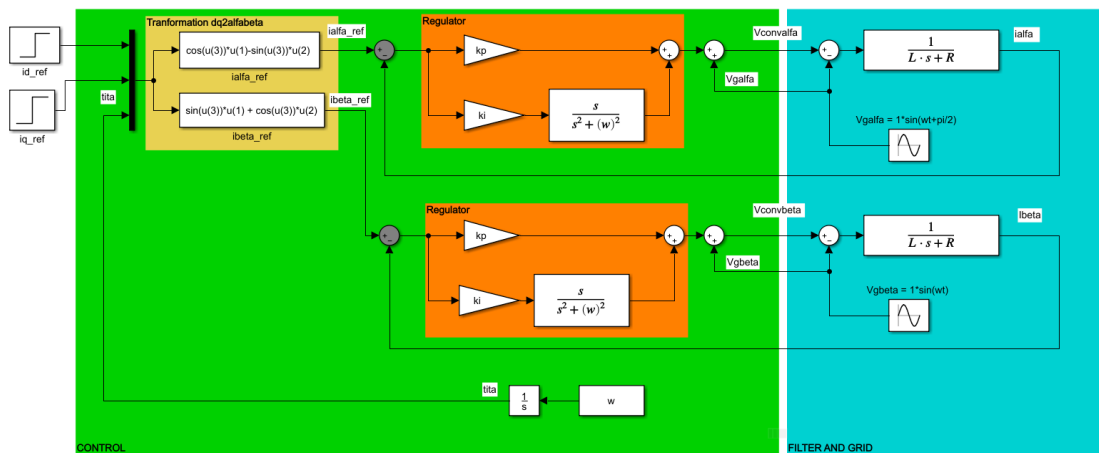 Tranformation dq2alfabeta
Regulator
id_ref
iq_ref
tita
cos(u(3))*u(1)-sin(u(3))*u(2)
ialfa_ref
ialfa_ref
sin(u(3))*u(1) + cos(u(3))*u(2)
ibeta_ref
ibeta_ref
kp
ki
s
s² + (w)²
Vconvalfa
Vgalfa
1
L · s + R
ialfa
Vgalfa = 1*sin(wt+pi/2)
Regulator
kp
ki
s
s² + (w)²
Vconvbeta
Vgbeta
1
L · s + R
Ibeta
Vgbeta = 1*sin(wt)
tita
1
s
w
CONTROL
FILTER AND GRID